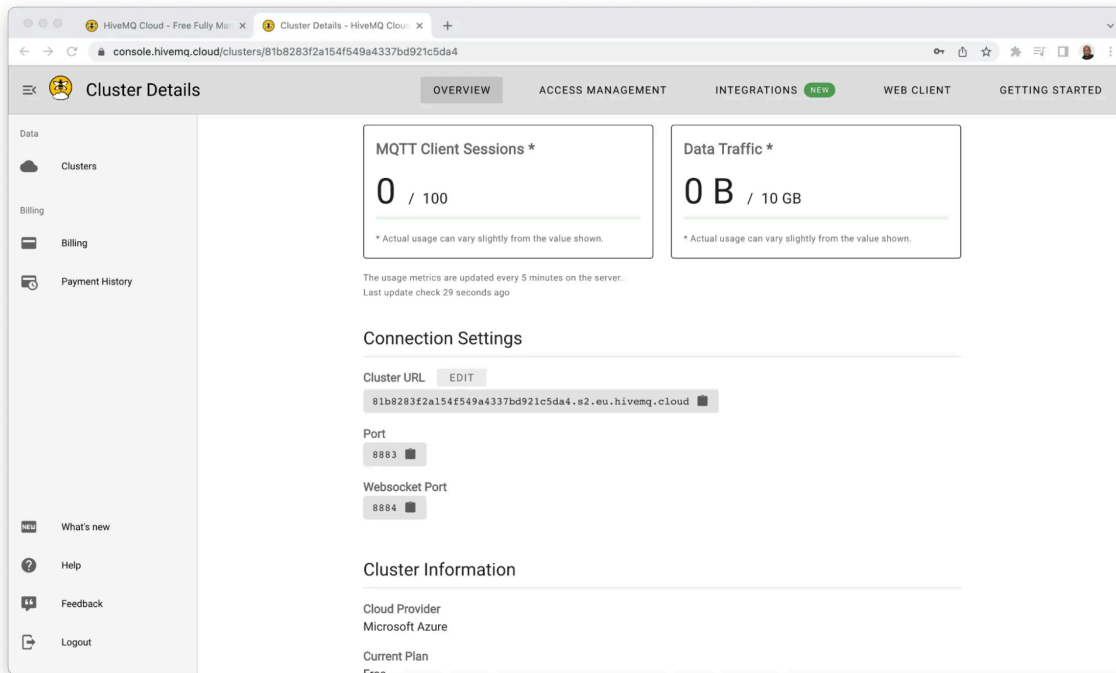 HiveMQ Cloud - Free Fully Man
Cluster Details - HiveMQ Cloud
console.hivemq.cloud/clusters/81b8283f2a154f549a4337bd921c5da4
Cluster Details
OVERVIEW
ACCESS MANAGEMENT
INTEGRATIONS NEW
WEB CLIENT
GETTING STARTED
Data
Clusters
Billing
Billing
Payment History
NEW What's new
Help
Feedback
Logout
MQTT Client Sessions *
0 / 100
* Actual usage can vary slightly from the value shown.
Data Traffic *
0 B / 10 GB
* Actual usage can vary slightly from the value shown.
The usage metrics are updated every 5 minutes on the server.
Last update check 29 seconds ago
Connection Settings
Cluster URL EDIT
81b8283f2a154f549a4337bd921c5da4.s2.eu.hivemq.cloud
Port
8883
Websocket Port
8884
Cluster Information
Cloud Provider
Microsoft Azure
Current Plan
Free